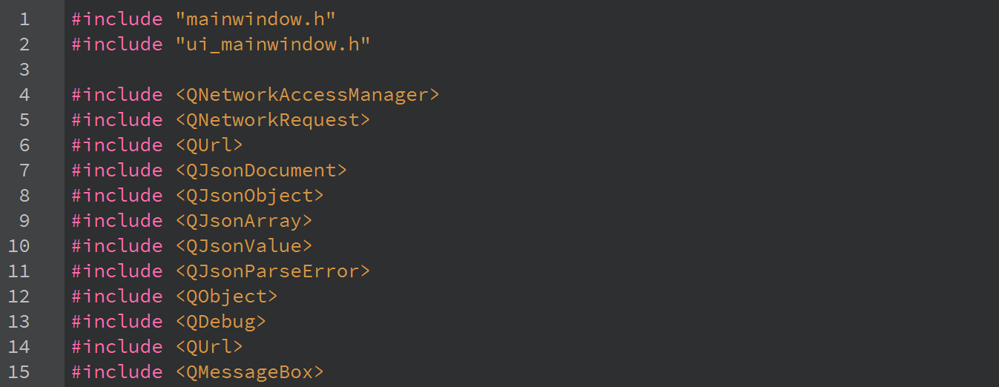 1 #include "mainwindow.h"
2 #include "ui_mainwindow.h"
3
4 #include <QNetworkAccessManager>
5 #include <QNetworkRequest>
6 #include <QUrl>
7 #include <QJsonDocument>
8 #include <QJsonObject>
9 #include <QJsonArray>
10 #include <QJsonValue>
11 #include <QJsonParseError>
12 #include <QObject>
13 #include <QDebug>
14 #include <QUrl>
15 #include <QMessageBox>